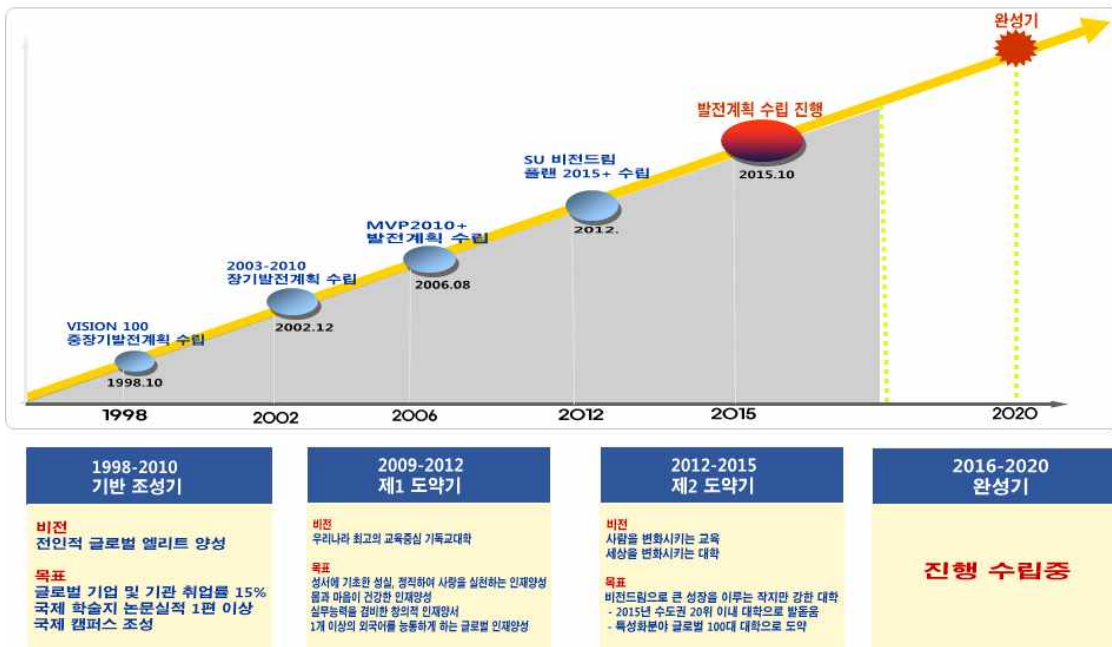 완성기
발전계획 수립 진행
2015.10
SU 비전드림
플랜 2015+ 수립
2012.
MVP2010+
발전계획 수립
2006.08
2003-2010
장기발전계획 수립
2002.12
VISION 100
중장기발전계획 수립
1998.10
1998
2002
2006
2012
2015
2020
1998-2010
기반 조성기
비전
전인적 글로벌 엘리트 양성
목표
글로벌 기업 및 기관 취업률 15%
국제 학술지 논문실적 1편 이상
국제 캠퍼스 조성
2009-2012
제1 도약기
비전
우리나라 최고의 교육중심 기독교대학
목표
성서에 기초한 성실, 정직하여 사랑을 실천하는 인재양성
몸과 마음이 건강한 인재양성
실무능력을 겸비한 창의적 인재양서
1개 이상의 외국어를 능통하게 하는 글로벌 인재양성
2012-2015
제2 도약기
비전
사람을 변화시키는 교육
세상을 변화시키는 대학
목표
비전드림으로 큰 성장을 이루는 작지만 강한 대학
- 2015년 수도권 20위 이내 대학으로 발돋움
- 특성화분야 글로벌 100대 대학으로 도약
2016-2020
완성기
진행 수립중